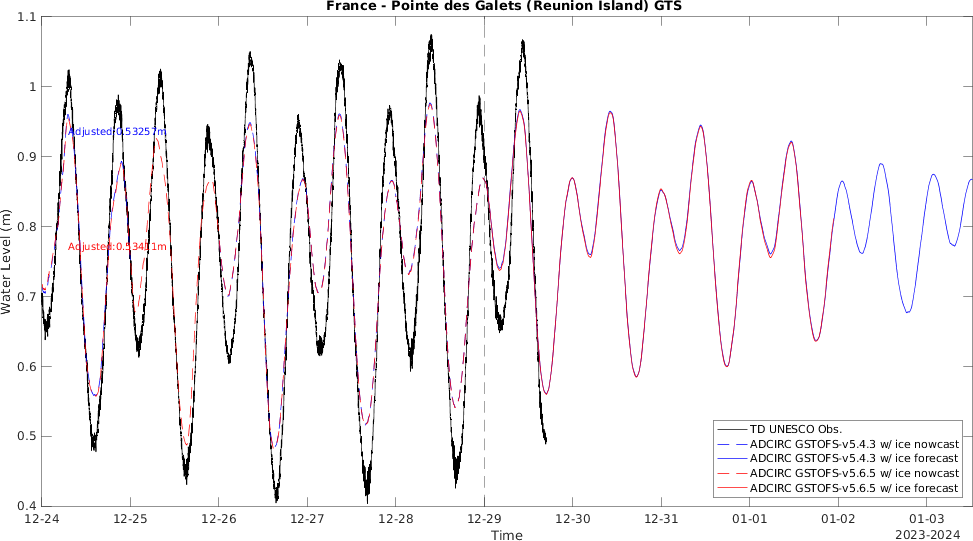 France - Pointe des Galets (Reunion Island) GTS
1.1
1
0.9
0.8
0.7
0.6
0.5
0.4
Water Level (m)
Adjusted:0.53257m
TD UNESCO Obs.
ADCIRC GSTOFS-v5.4.3 w/ ice nowcast
ADCIRC GSTOFS-v5.4.3 w/ ice forecast
ADCIRC GSTOFS-v5.6.5 w/ ice nowcast
ADCIRC GSTOFS-v5.6.5 w/ ice forecast
12-24 12-25 12-26 12-27 12-28 12-29 12-30 12-31 01-01 01-02 01-03
Time
2023-2024